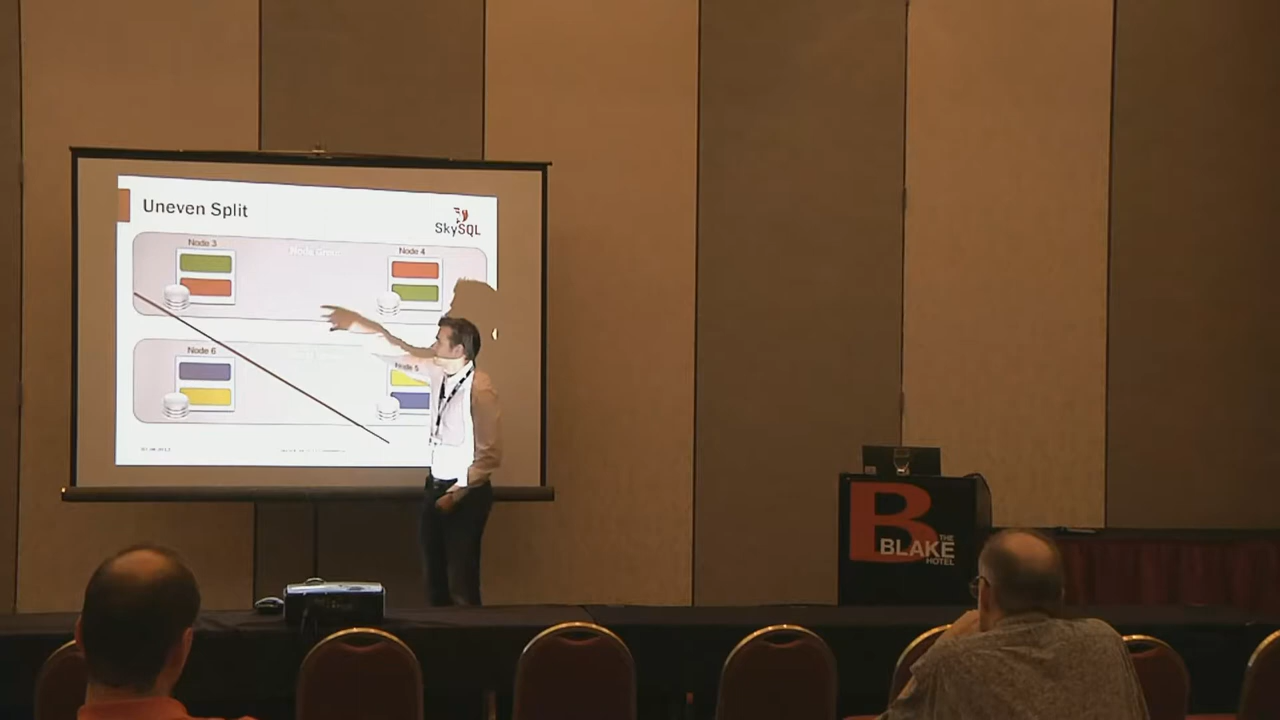 Uneven Split
SkySQL
Node 3
Node 4
Node 6
Node 5
B
THE
BLAKE
HOTEL